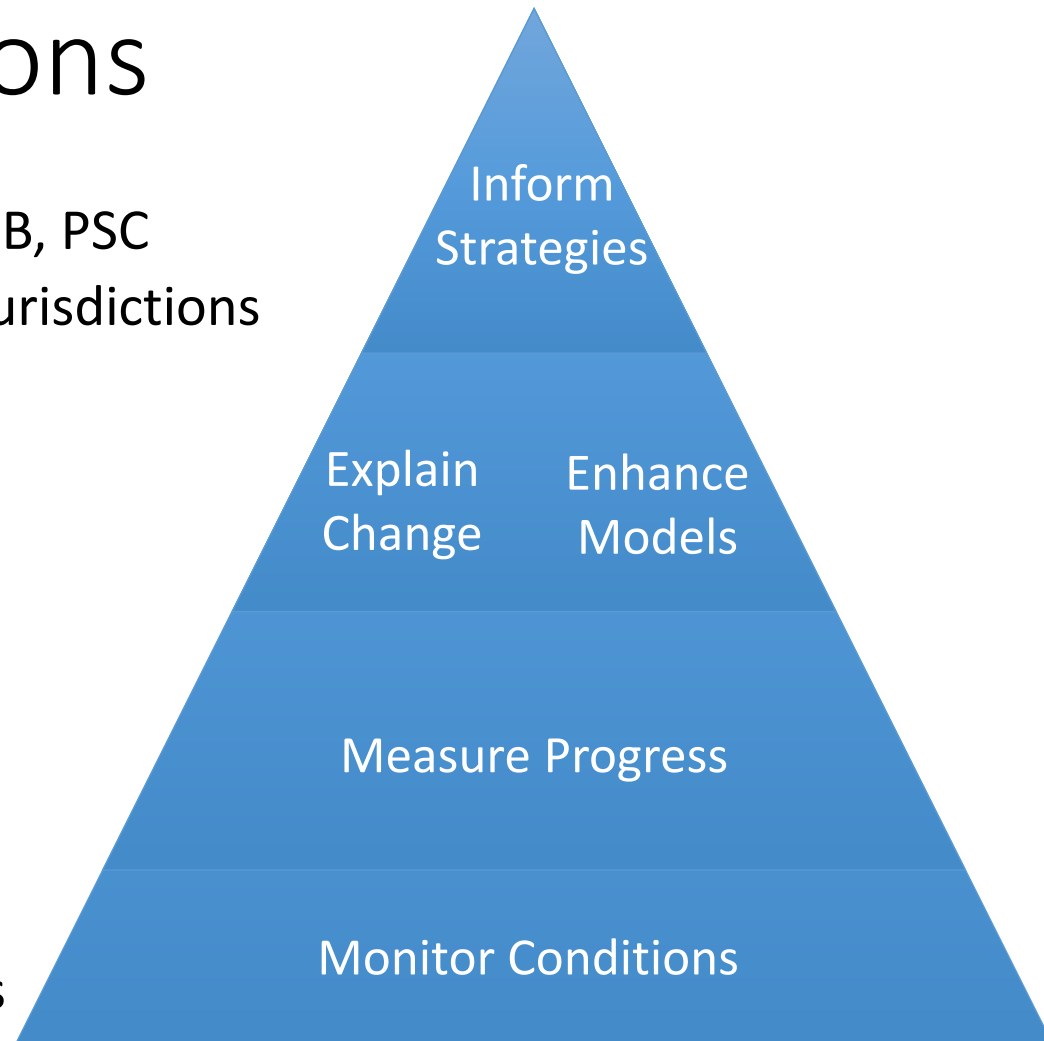 ons
B, PSC
urisdictions
Inform
Strategies
Explain
Change
Enhance
Models
Measure Progress
Monitor Conditions
s